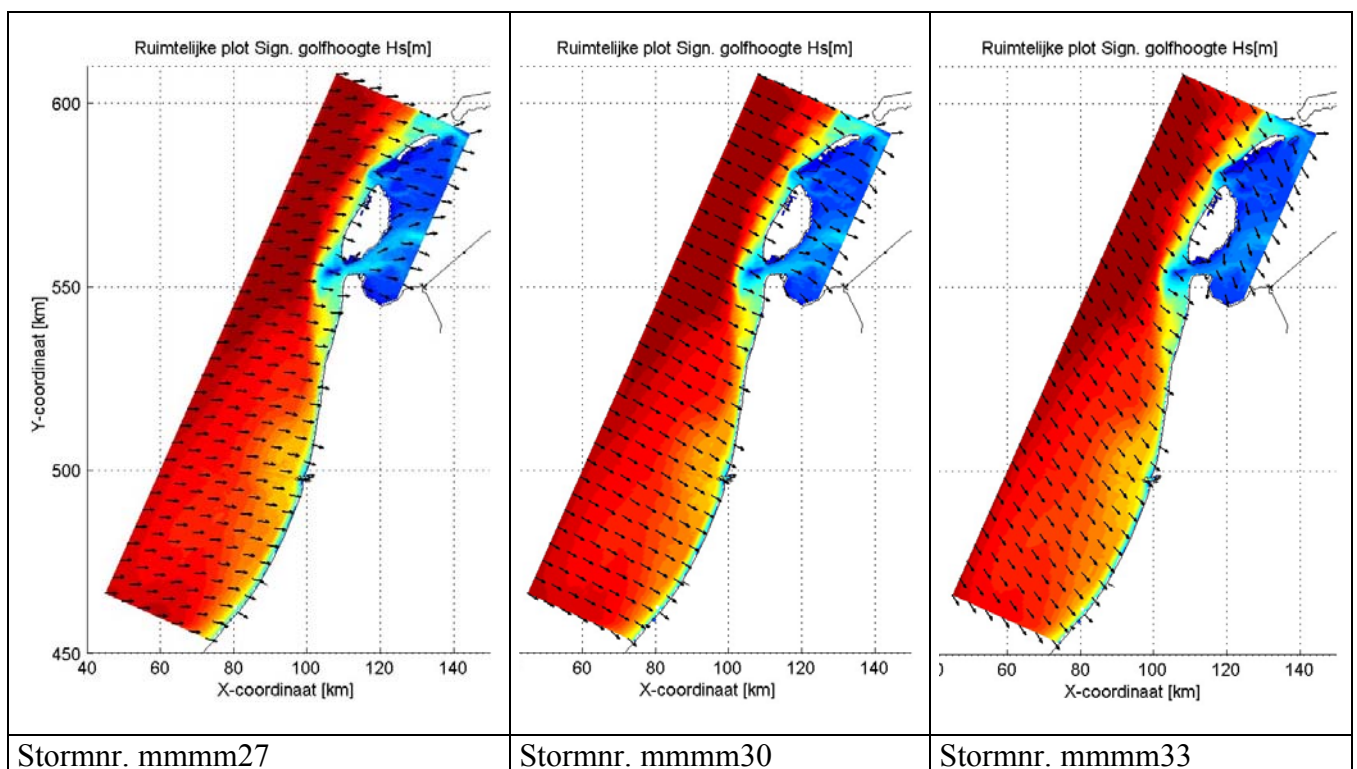 Ruimtelijke plot Sign. golfhoogte Hs[m]
Ruimtelijke plot Sign. golfhoogte Hs[m]
Ruimtelijke plot Sign. golfhoogte Hs[m]
600
550
500
450
Y-coordinaat [km]
40 60 80 100 120 140
X-coordinaat [km]
60 80 100 120 140
X-coordinaat [km]
0 60 80 100 120 140
X-coordinaat [km]
Stormnr. mmmm27
Stormnr. mmmm30
Stormnr. mmmm33